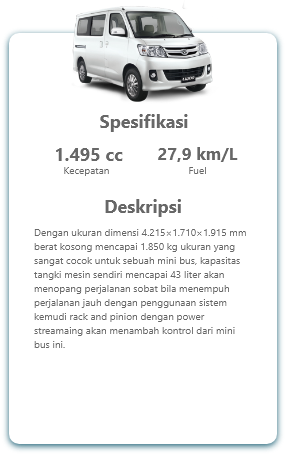 Spesifikasi
1.495 cc 27,9 km/L
Kecepatan Fuel
Deskripsi
Dengan ukuran dimensi 4.215×1.710×1.915 mm
berat kosong mencapai 1.850 kg ukuran yang
sangat cocok untuk sebuah mini bus, kapasitas
tangki mesin sendiri mencapai 43 liter akan
menopang perjalanan sobat bila menempuh
perjalanan jauh dengan penggunaan sistem
kemudi rack and pinion dengan power
streamaing akan menambah kontrol dari mini
bus ini.